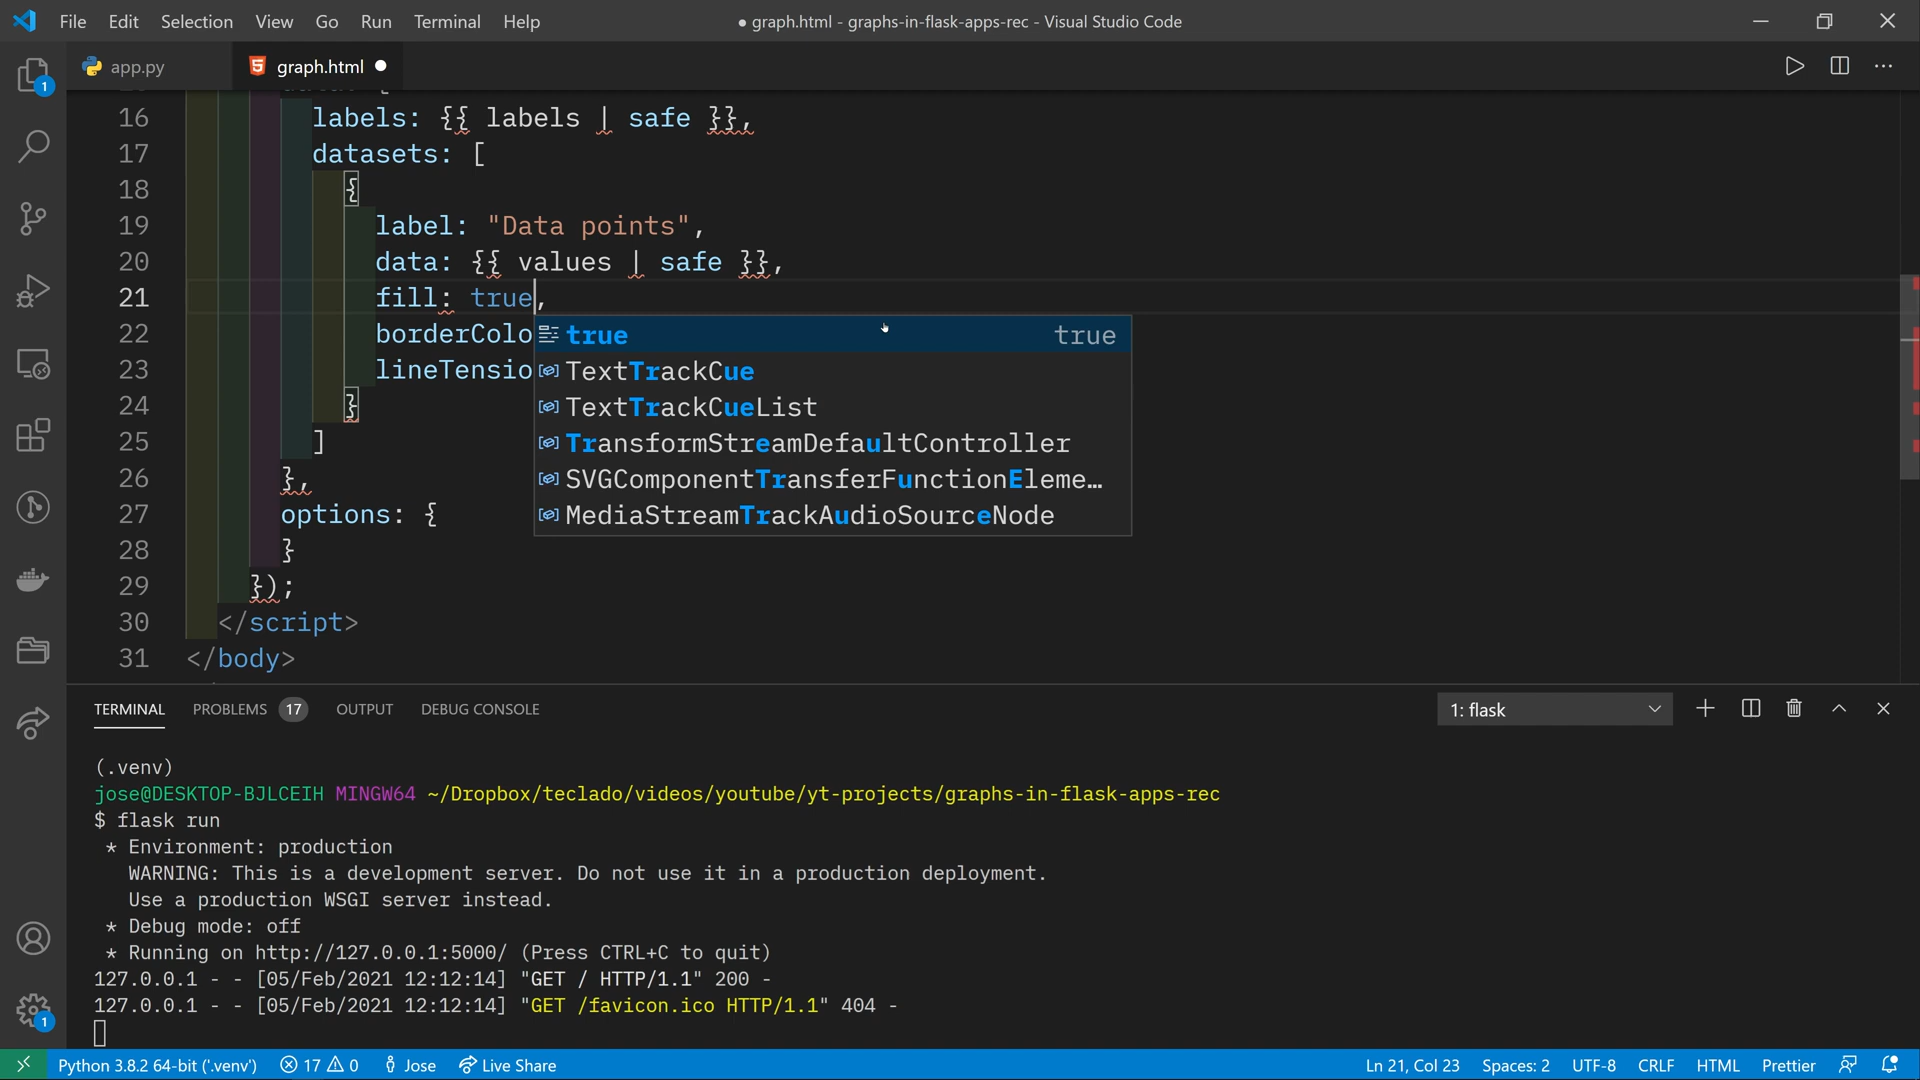 File Edit Selection View Go Run Terminal Help
● graph.html - graphs-in-flask-apps-rec - Visual Studio Code
app.py
graph.html
1
16 labels: {{ labels | safe }},
17 datasets: [
18 {
19 label: "Data points",
20 data: {{ values | safe }},
21 fill: true,
22 borderColo
23 lineTensio
24 }
25 ]
26 },
27 options: {
28 }
29 });
30 </script>
31 </body>
true true
TextTrackCue
TextTrackCueList
TransformStreamDefaultController
SVGComponentTransferFunctionEleme…
MediaStreamTrackAudioSourceNode
TERMINAL PROBLEMS 17 OUTPUT DEBUG CONSOLE
1: flask
(.venv)
jose@DESKTOP-BJLCEIH MINGW64 ~/Dropbox/teclado/videos/youtube/yt-projects/graphs-in-flask-apps-rec
$ flask run
* Environment: production
WARNING: This is a development server. Do not use it in a production deployment.
Use a production WSGI server instead.
* Debug mode: off
* Running on http://127.0.0.1:5000/ (Press CTRL+C to quit)
127.0.0.1 - - [05/Feb/2021 12:12:14] "GET / HTTP/1.1" 200 -
127.0.0.1 - - [05/Feb/2021 12:12:14] "GET /favicon.ico HTTP/1.1" 404 -
1
Python 3.8.2 64-bit ('.venv') 17 0 Jose Live Share
Ln 21, Col 23 Spaces: 2 UTF-8 CRLF HTML Prettier